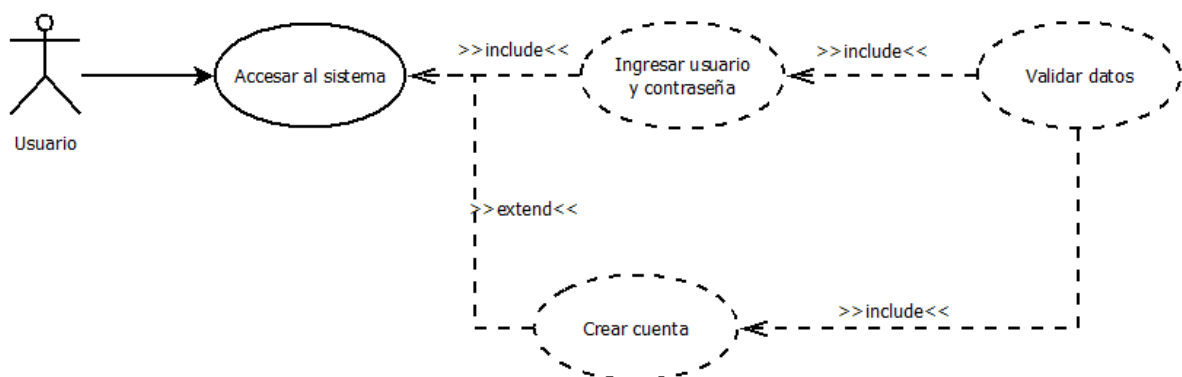 >>include<<
>>include<<
Accesar al sistema
Ingresar usuario
y contraseña
Validar datos
Usuario
>>extend<<
>>include<<
Crear cuenta